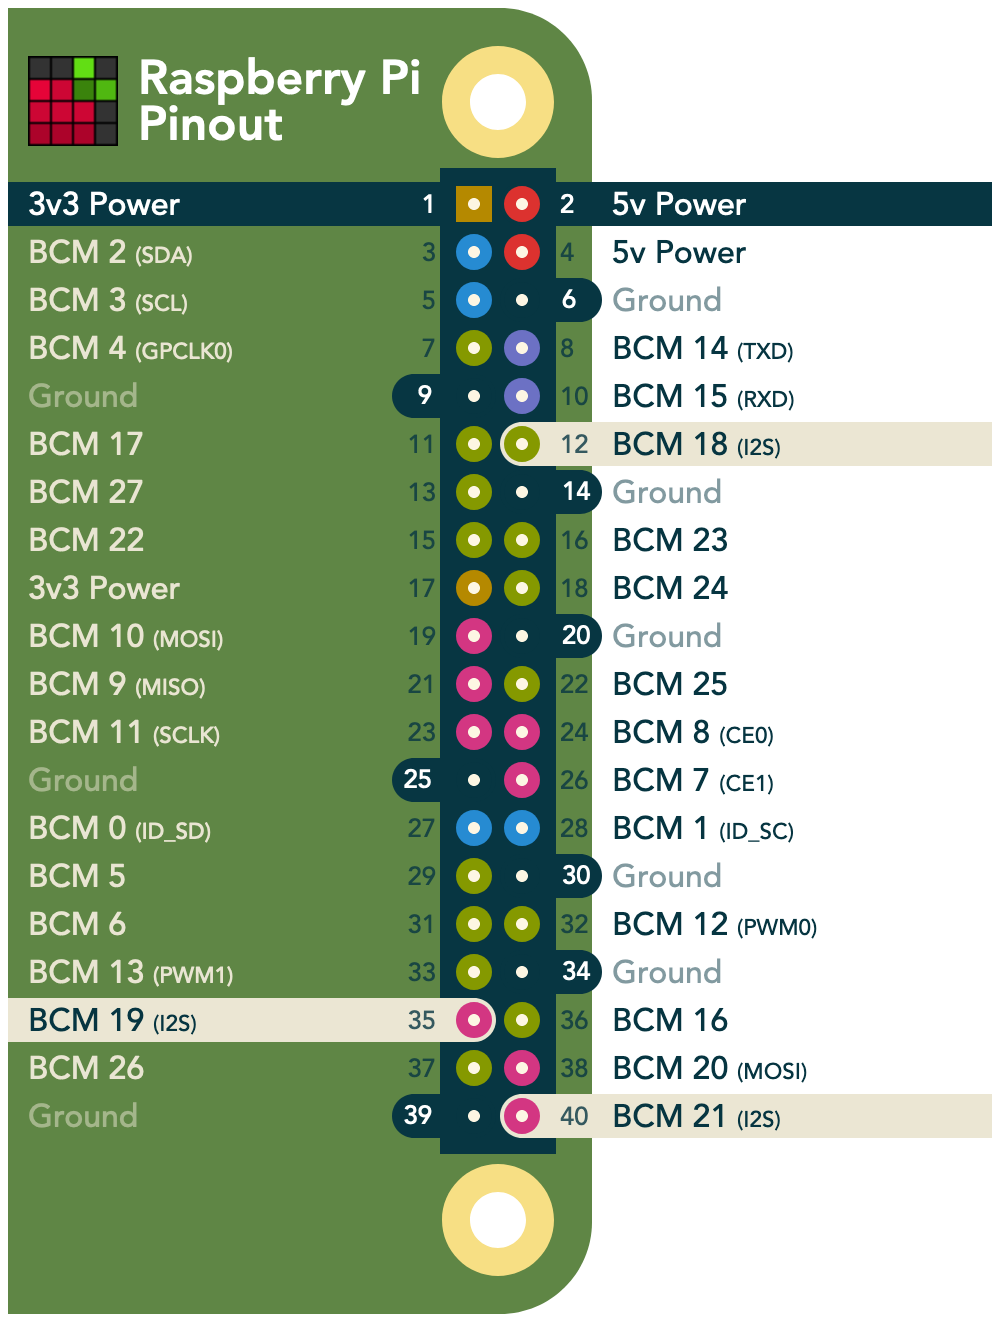 Raspberry Pi
Pinout
3v3 Power 1 2 5v Power
BCM 2 (SDA) 3 4 5v Power
BCM 3 (SCL) 5 6 Ground
BCM 4 (GPCLK0) 7 8 BCM 14 (TXD)
Ground 9 10 BCM 15 (RXD)
BCM 17 11 12 BCM 18 (I2S)
BCM 27 13 14 Ground
BCM 22 15 16 BCM 23
3v3 Power 17 18 BCM 24
BCM 10 (MOSI) 19 20 Ground
BCM 9 (MISO) 21 22 BCM 25
BCM 11 (SCLK) 23 24 BCM 8 (CE0)
Ground 25 26 BCM 7 (CE1)
BCM 0 (ID_SD) 27 28 BCM 1 (ID_SC)
BCM 5 29 30 Ground
BCM 6 31 32 BCM 12 (PWM0)
BCM 13 (PWM1) 33 34 Ground
BCM 19 (I2S) 35 36 BCM 16
BCM 26 37 38 BCM 20 (MOSI)
Ground 39 40 BCM 21 (I2S)